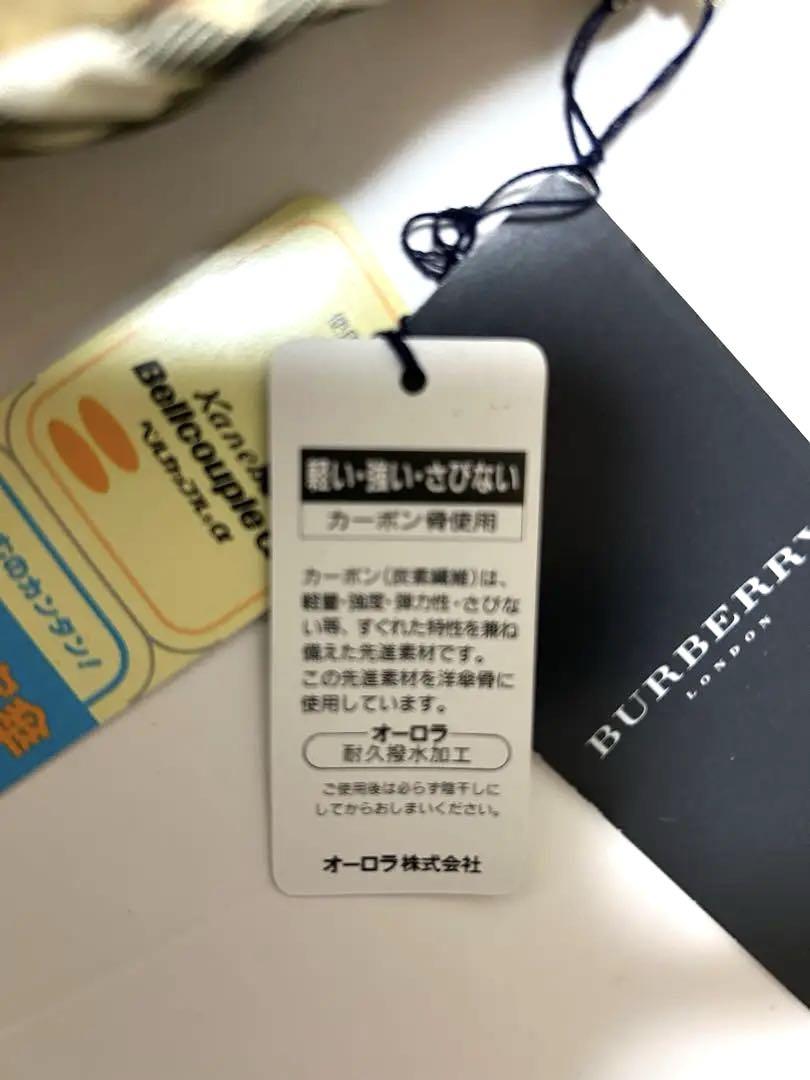 軽い・強い・さびない
カーボン骨使用
カーボン(炭素繊維)は、
軽量・強度・弾力性・さびな
い等、すぐれた特性を兼ね
備えた先進素材です。
この先進素材を洋傘骨に
使用しています。
オーロラ
耐久撥水加工
ご使用後は必らず陰干しに
してからおしまいください。
オーロラ株式会社
Bellcouple
ベルカップル・α
のカンタン!
BURBERRY
LONDON